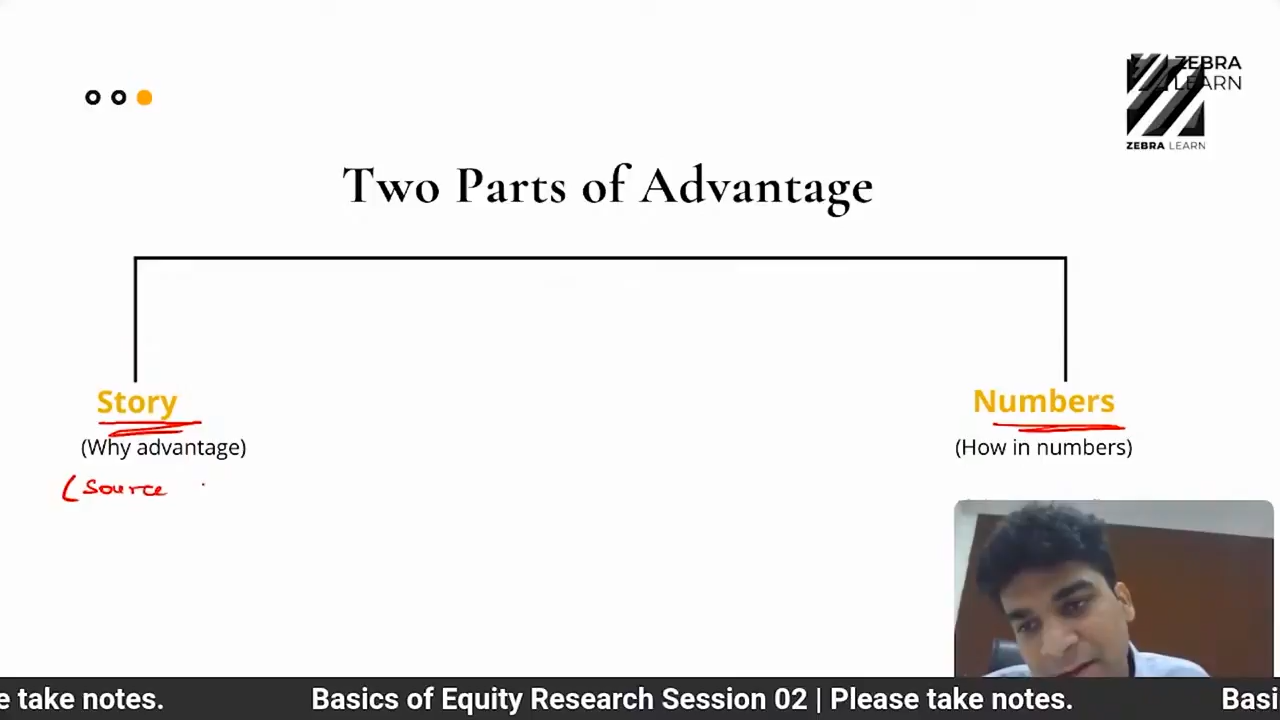 ZEBRA
LEARN
ZEBRA LEARN
Two Parts of Advantage
Story
Numbers
(Why advantage)
(How in numbers)
(Source
e take notes.
Basics of Equity Research Session 02 | Please take notes.
Basi